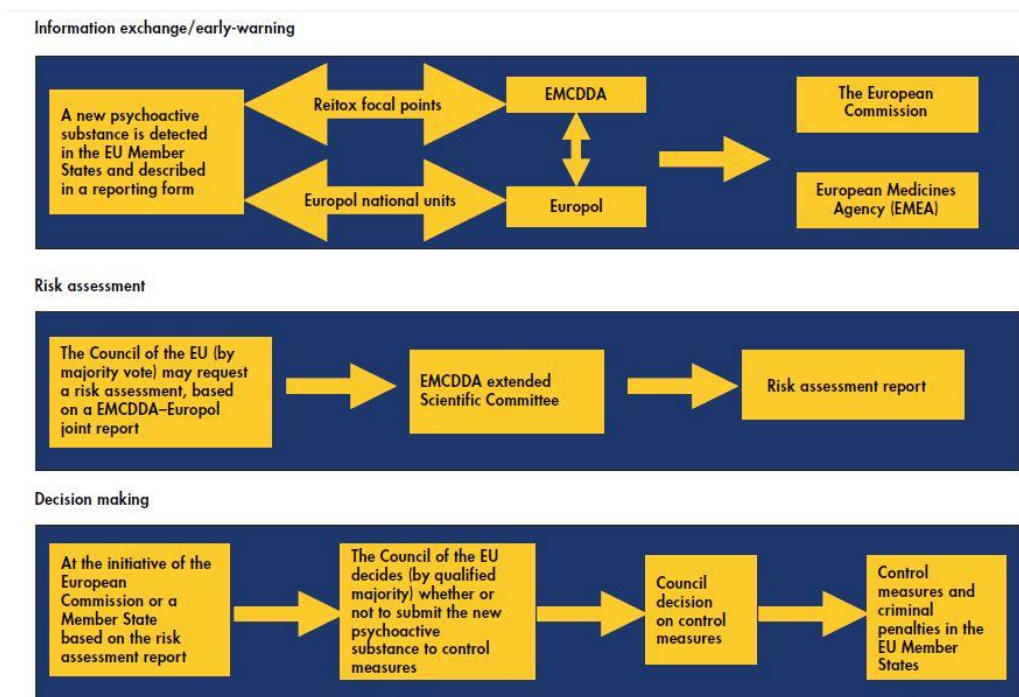 Information exchange/early-warning
A new psychoactive
substance is detected
in the EU Member
States and described
in a reporting form
Reitox focal points
Europol national units
EMCDDA
Europol
The European
Commission
European Medicines
Agency (EMEA)
Risk assessment
The Council of the EU (by
majority vote) may request
a risk assessment, based
on a EMCDDA–Europol
joint report
EMCDDA extended
Scientific Committee
Risk assessment report
Decision making
At the initiative of the
European
Commission or a
Member State
based on the risk
assessment report
The Council of the EU
decides (by qualified
majority) whether or
not to submit the new
psychoactive
substance to control
measures
Council
decision
on control
measures
Control
measures and
criminal
penalties in the
EU Member
States